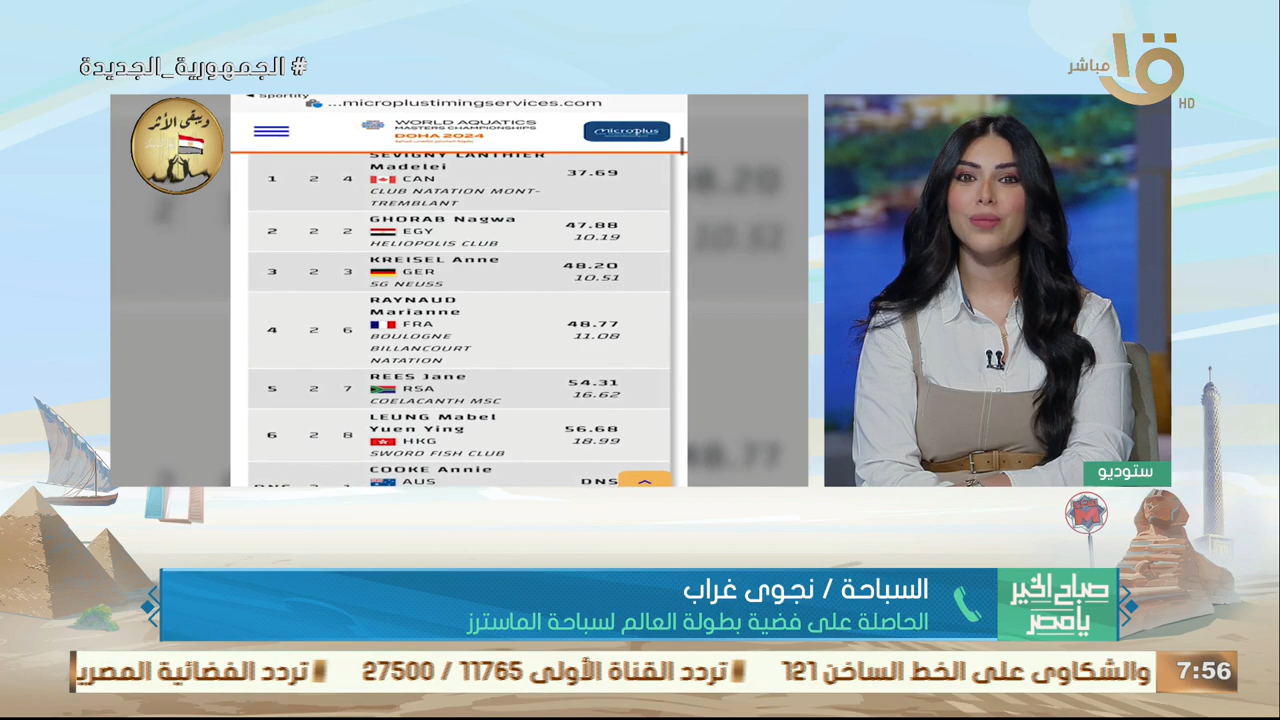 # الجمهورية_الجديدة
مباشر
HD
ويبقى الأثر
Sportify
...microplustimingservices.com
WORLD AQUATICS
MASTERS CHAMPIONSHIPS
DOHA 2024
microplus
SEVIGNY LANTHIER
Madelei
1 2 4 CAN 37.69
CLUB NATATION MONT-
TREMBLANT
GHORAB Nagwa
2 2 2 EGY 47.88
HELIOPOLIS CLUB 10.19
KREISEL Anne
3 2 3 GER 48.20
SG NEUSS 10.51
RAYNAUD
Marianne
4 2 6 FRA 48.77
BOULOGNE 11.08
BILLANCOURT
NATATION
REES Jane
5 2 7 RSA 54.31
COELACANTH MSC 16.62
LEUNG Mabel
Yuen Ying
6 2 8 HKG 56.68
SWORD FISH CLUB 18.99
COOKE Annie
AUS DNS
ستوديو
صباح الخير
يا مصر
السباحة / نجوى غراب
الحاصلة على فضية بطولة العالم لسباحة الماسترز
7:56
والشكاوى على الخط الساخن 121 تردد القناة الأولى 11765 / 27500 تردد الفضائية المصري